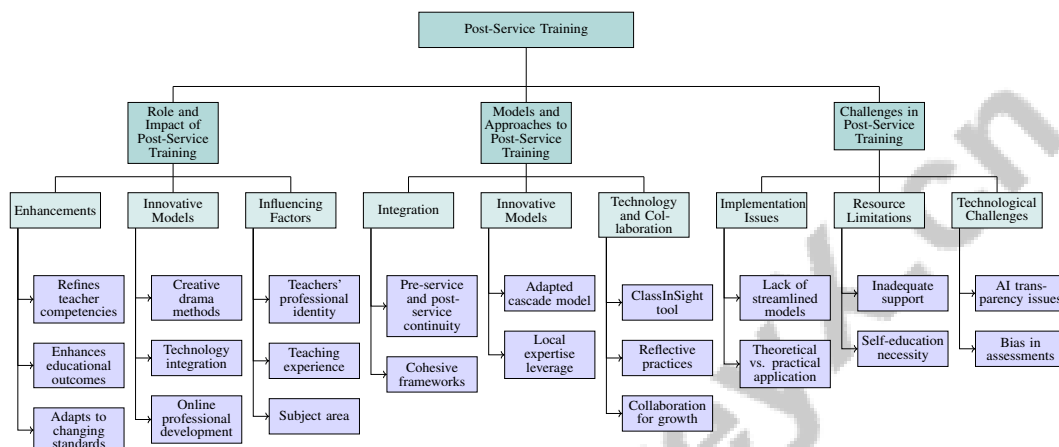 Post-Service Training
Role and
Impact of
Post-Service
Training
Models and
Approaches to
Post-Service
Training
Challenges in
Post-Service
Training
Enhancements
Innovative
Models
Influencing
Factors
Integration
Innovative
Models
Technology
and Col-
laboration
Implementation
Issues
Resource
Limitations
Technological
Challenges
Refines
teacher
competencies
Enhances
educational
outcomes
Adapts to
changing
standards
Creative
drama
methods
Technology
integration
Online
professional
development
Teachers'
professional
identity
Teaching
experience
Subject area
Pre-service
and post-
service
continuity
Cohesive
frameworks
Adapted
cascade model
Local
expertise
leverage
ClassInSight
tool
Reflective
practices
Collaboration
for growth
Lack of
streamlined
models
Theoretical
vs. practical
application
Inadequate
support
Self-education
necessity
AI trans-
parency issues
Bias in
assessments